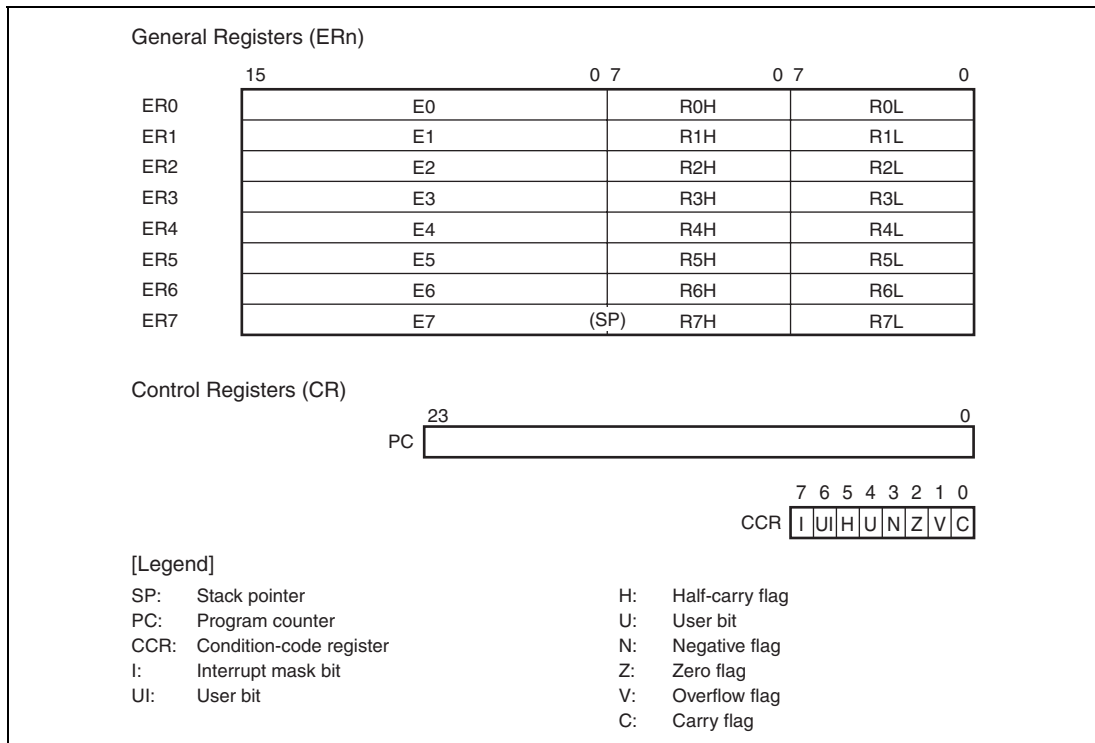 General Registers (ERn)
15 0 7 0 7 0
ER0 E0 R0H R0L
ER1 E1 R1H R1L
ER2 E2 R2H R2L
ER3 E3 R3H R3L
ER4 E4 R4H R4L
ER5 E5 R5H R5L
ER6 E6 R6H R6L
ER7 E7 (SP) R7H R7L
Control Registers (CR)
23 0
PC
7 6 5 4 3 2 1 0
CCR I UI H U N Z V C
[Legend]
SP: Stack pointer
PC: Program counter
CCR: Condition-code register
I: Interrupt mask bit
UI: User bit
H: Half-carry flag
U: User bit
N: Negative flag
Z: Zero flag
V: Overflow flag
C: Carry flag